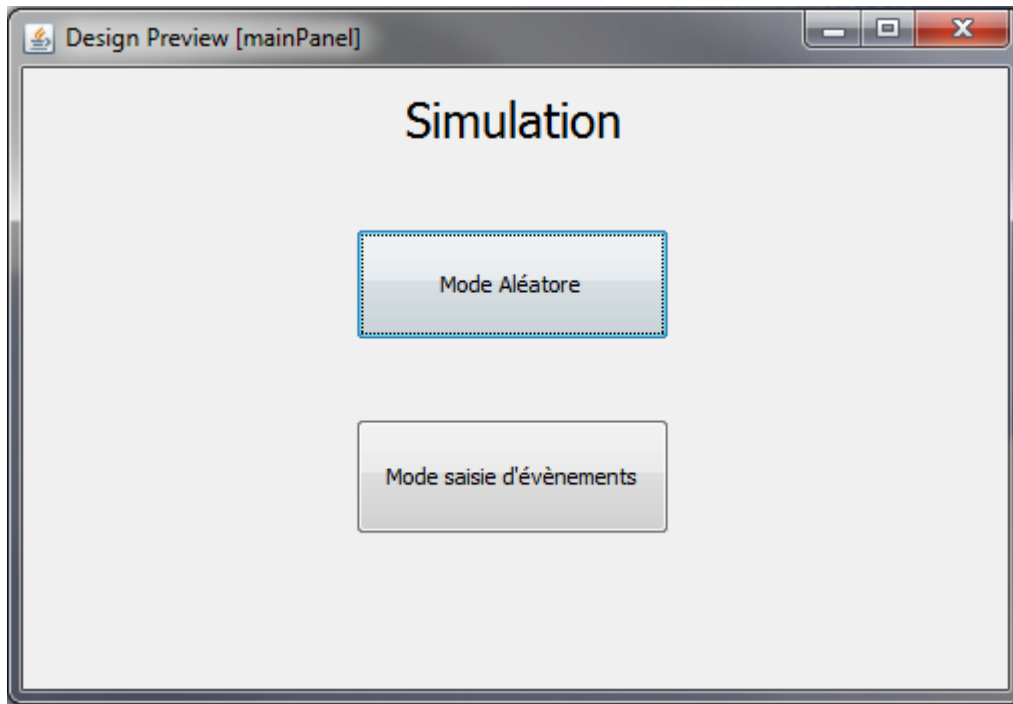 Design Preview [mainPanel]
Simulation
Mode Aléatore
Mode saisie d'évènements